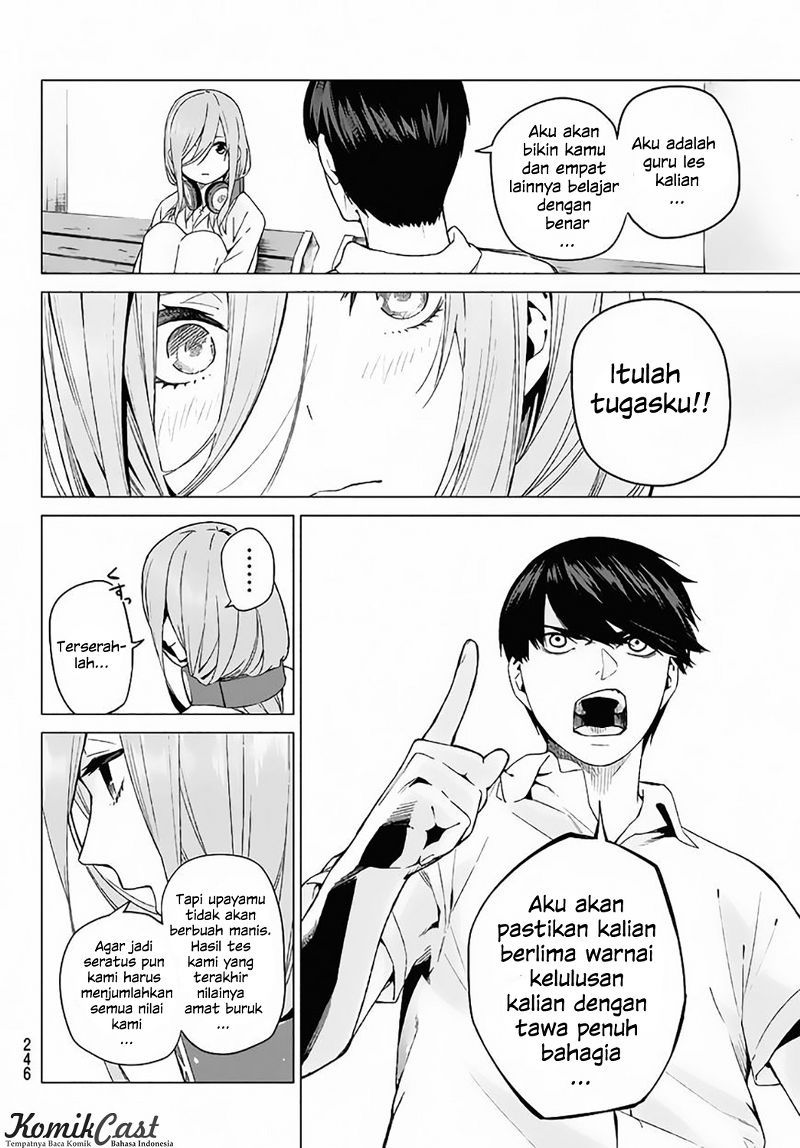 Aku adalah
guru les
kalian
...
Aku akan
bikin kamu
dan empat
lainnya belajar
dengan
benar
...
Itulah
tugasku!!
Aku akan
pastikan kalian
berlima warnai
kelulusan
kalian dengan
tawa penuh
bahagia
...
......
くすっ
Terserah-
lah...
Tapi upayamu
tidak akan
berbuah manis.
Hasil tes
kami yang
terakhir
nilainya
amat buruk
...
Agar jadi
seratus pun
kami harus
menjumlahkan
semua nilai
kami
...
246
KomikCast
Tempatnya Baca Komik Bahasa Indonesia